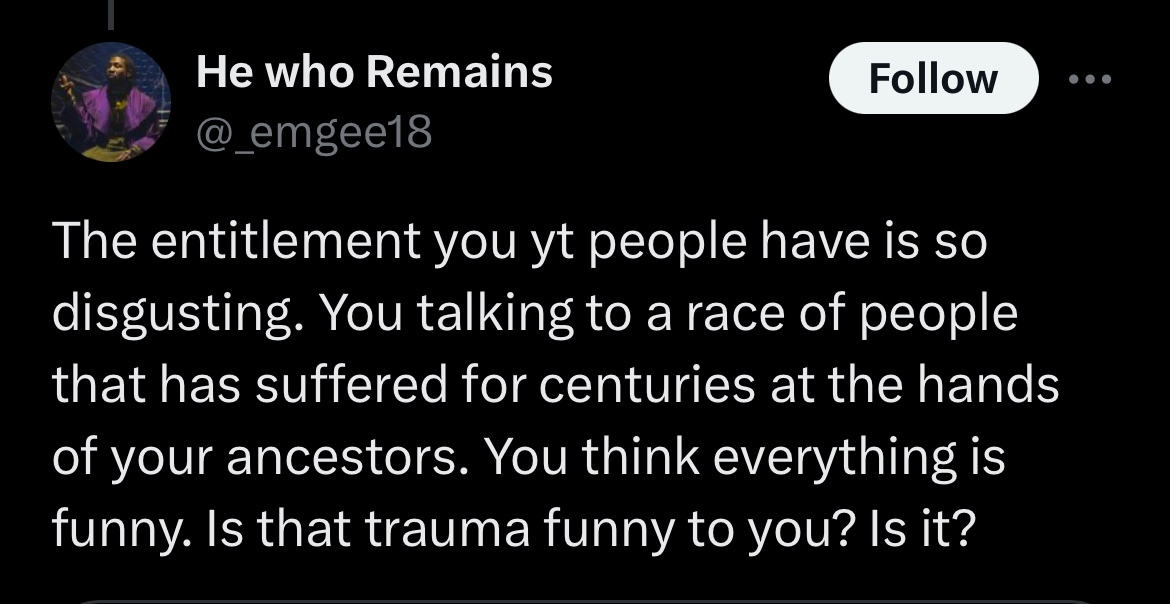 He who Remains
Follow
@_emgee18
The entitlement you yt people have is so
disgusting. You talking to a race of people
that has suffered for centuries at the hands
of your ancestors. You think everything is
funny. Is that trauma funny to you? Is it?